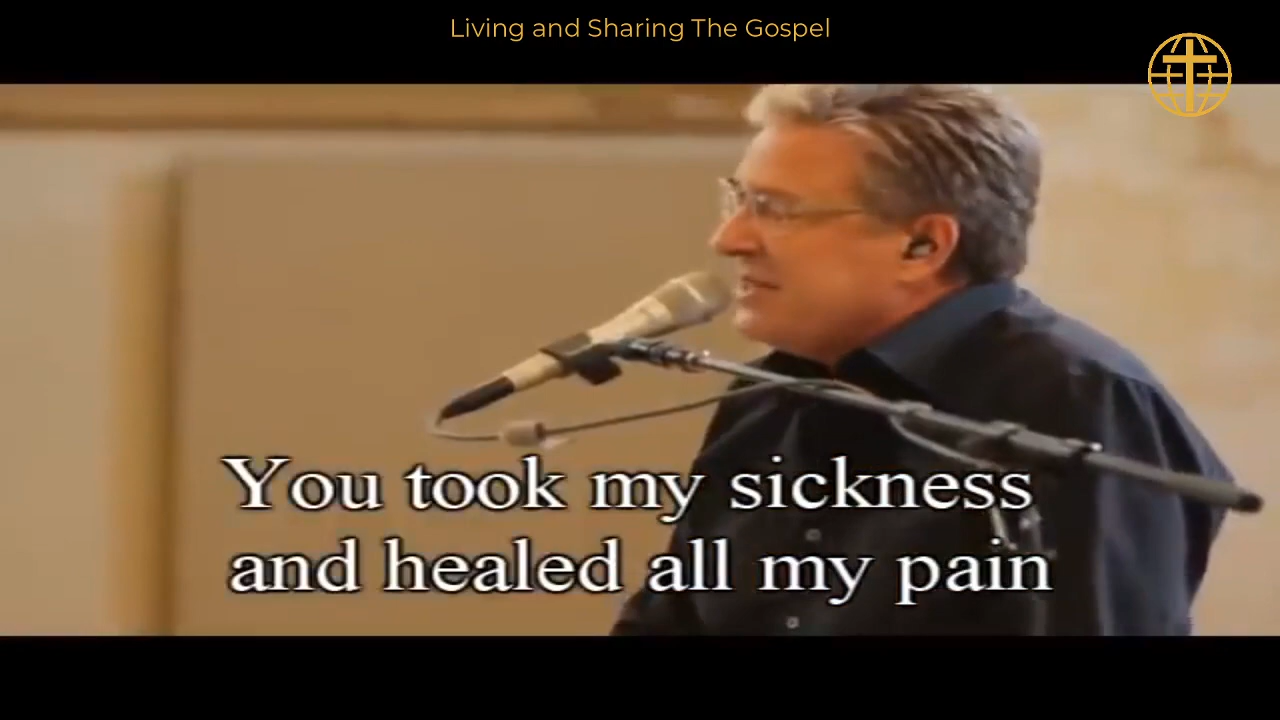 Living and Sharing The Gospel
You took my sickness
and healed all my pain